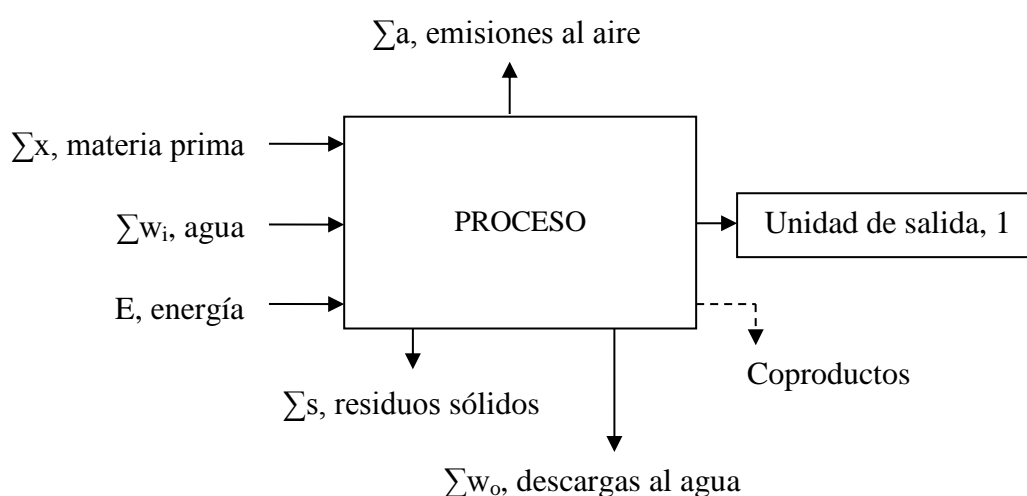 ∑a, emisiones al aire
∑x, materia prima
∑wᵢ, agua
PROCESO
Unidad de salida, 1
E, energía
Coproductos
∑s, residuos sólidos
∑wₒ, descargas al agua